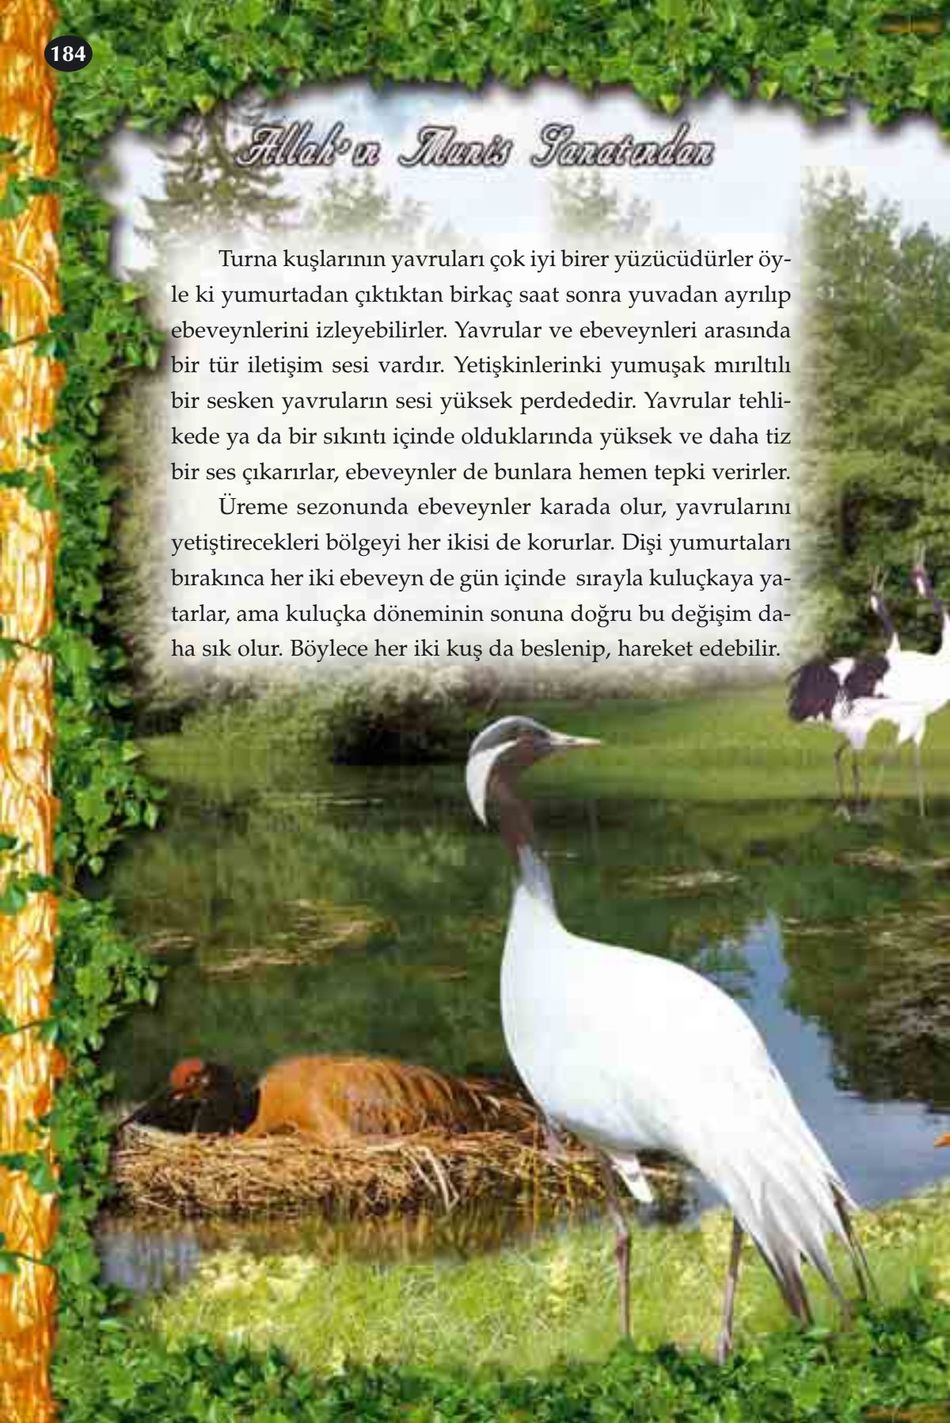 184
Allah'ın Munis Sanatından
Turna kuşlarının yavruları çok iyi birer yüzücüdürler öy-
le ki yumurtadan çıktıktan birkaç saat sonra yuvadan ayrılıp
ebeveynlerini izleyebilirler. Yavrular ve ebeveynleri arasında
bir tür iletişim sesi vardır. Yetişkinlerinki yumuşak mırıltılı
bir sesken yavruların sesi yüksek perdededir. Yavrular tehli-
kede ya da bir sıkıntı içinde olduklarında yüksek ve daha tiz
bir ses çıkarırlar, ebeveynler de bunlara hemen tepki verirler.
Üreme sezonunda ebeveynler karada olur, yavrularını
yetiştirecekleri bölgeyi her ikisi de korurlar. Dişi yumurtaları
bırakınca her iki ebeveyn de gün içinde sırayla kuluçkaya ya-
tarlar, ama kuluçka döneminin sonuna doğru bu değişim da-
ha sık olur. Böylece her iki kuş da beslenip, hareket edebilir.